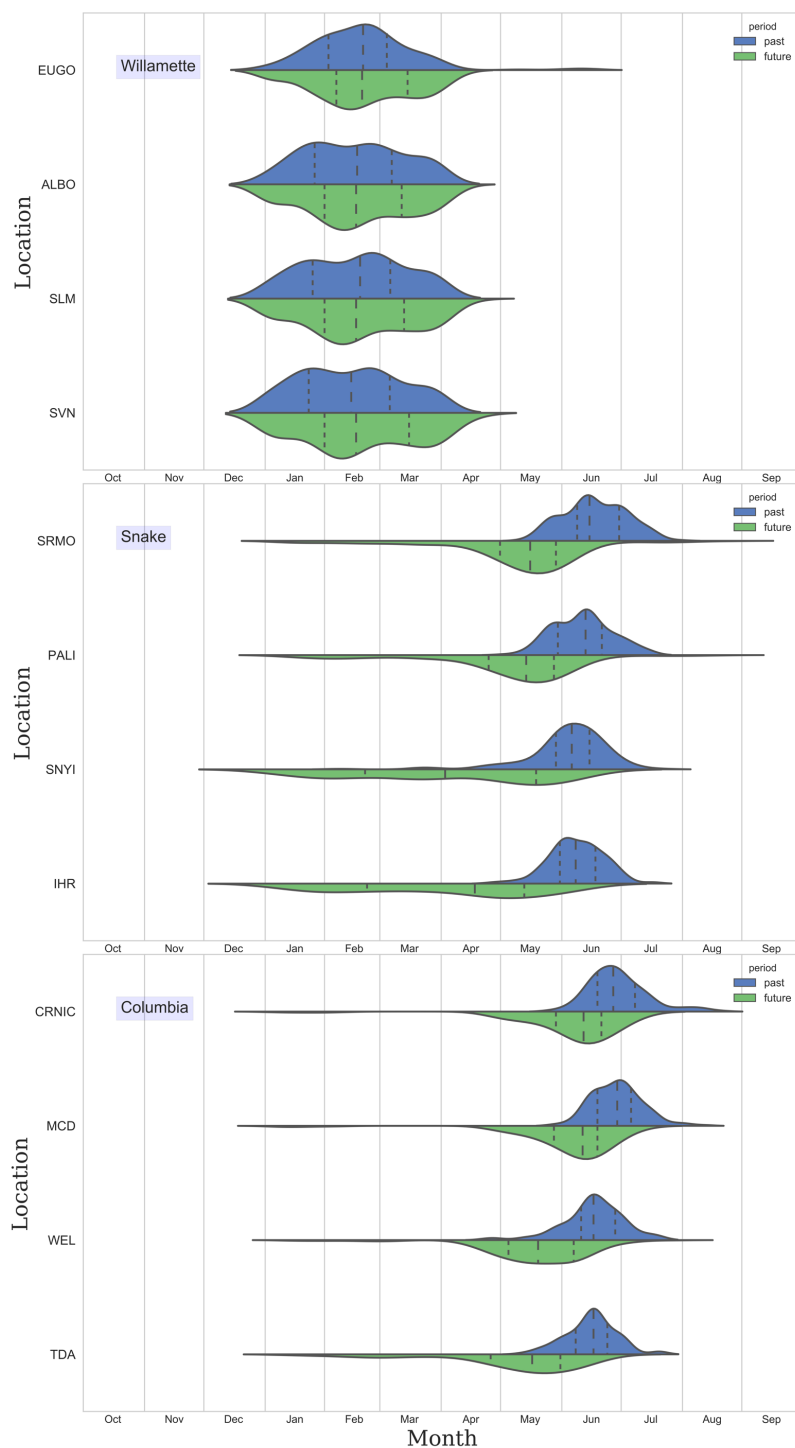 period
past
future
Willamette
EUGO
ALBO
SLM
SVN
Location
Oct Nov Dec Jan Feb Mar Apr May Jun Jul Aug Sep
period
past
future
Snake
SRMO
PALI
SNYI
IHR
Location
Oct Nov Dec Jan Feb Mar Apr May Jun Jul Aug Sep
period
past
future
Columbia
CRNIC
MCD
WEL
TDA
Location
Oct Nov Dec Jan Feb Mar Apr May Jun Jul Aug Sep
Month